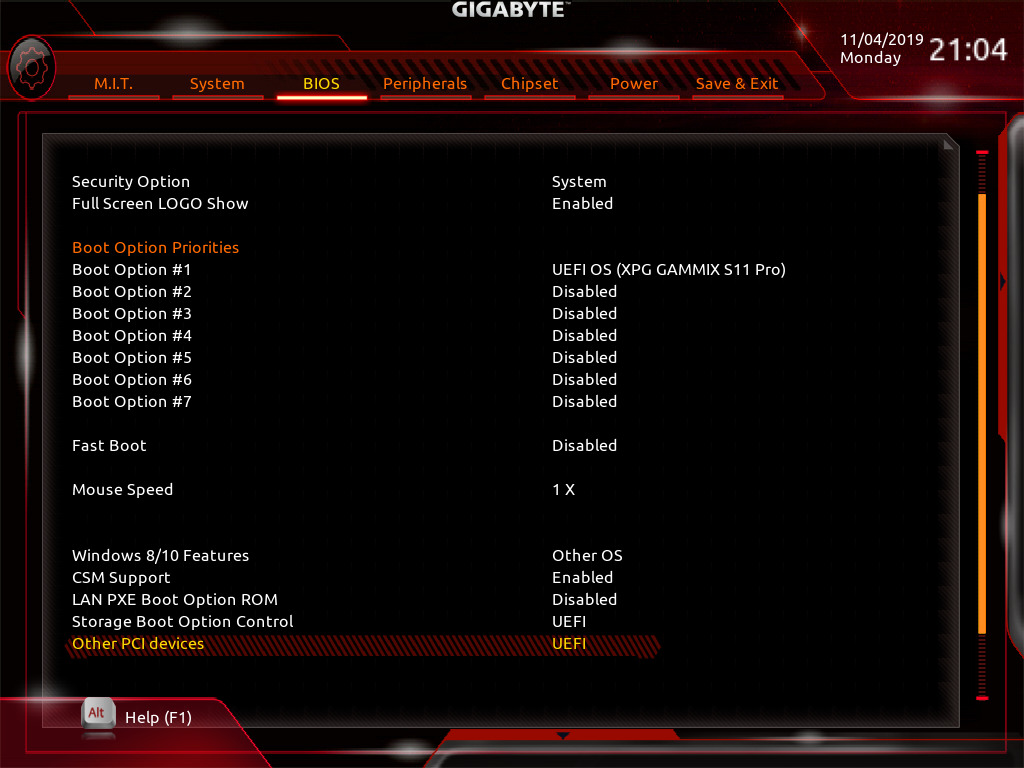 GIGABYTE™
11/04/2019
Monday
21:04
M.I.T. System BIOS Peripherals Chipset Power Save & Exit
Security Option System
Full Screen LOGO Show Enabled
Boot Option Priorities
Boot Option #1 UEFI OS (XPG GAMMIX S11 Pro)
Boot Option #2 Disabled
Boot Option #3 Disabled
Boot Option #4 Disabled
Boot Option #5 Disabled
Boot Option #6 Disabled
Boot Option #7 Disabled
Fast Boot Disabled
Mouse Speed 1 X
Windows 8/10 Features Other OS
CSM Support Enabled
LAN PXE Boot Option ROM Disabled
Storage Boot Option Control UEFI
Other PCI devices UEFI
Alt Help (F1)